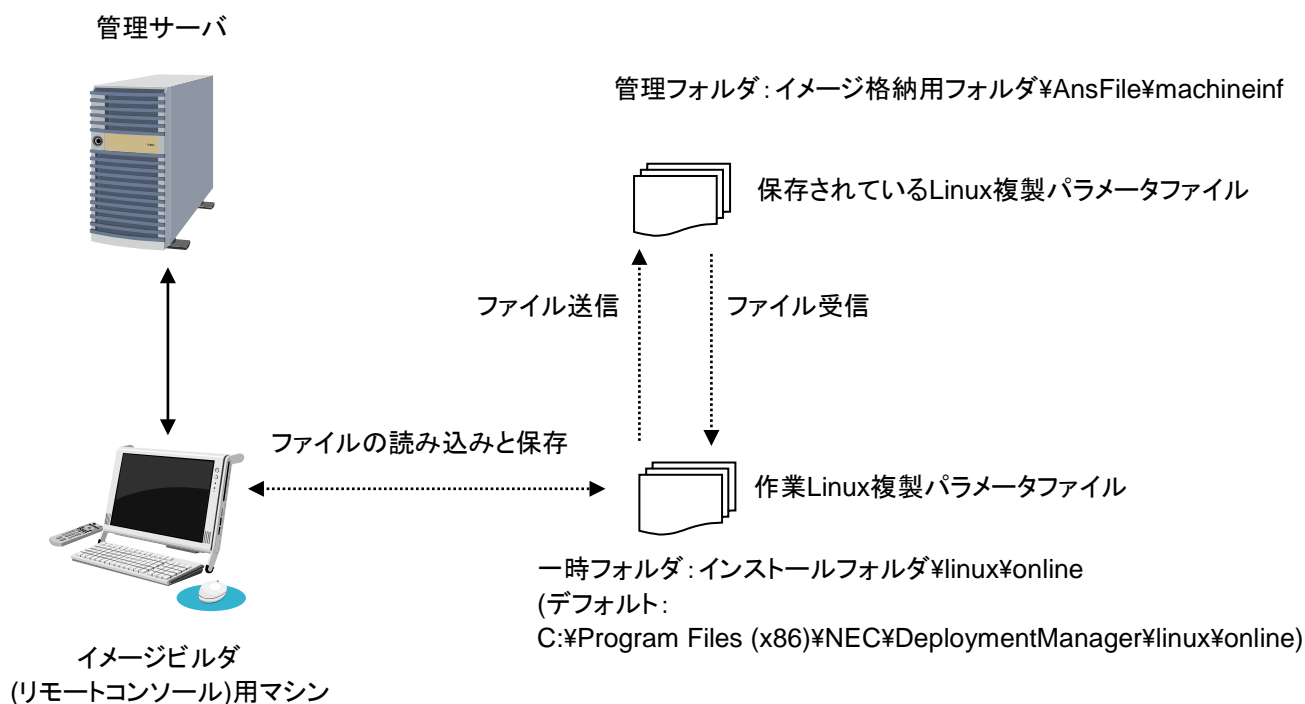 管理サーバ
管理フォルダ：イメージ格納用フォルダ¥AnsFile¥machineinf
保存されているLinux複製パラメータファイル
ファイル送信
ファイル受信
ファイルの読み込みと保存
作業Linux複製パラメータファイル
一時フォルダ：インストールフォルダ¥linux¥online
(デフォルト：
C:¥Program Files (x86)¥NEC¥DeploymentManager¥linux¥online)
イメージビルダ
(リモートコンソール)用マシン